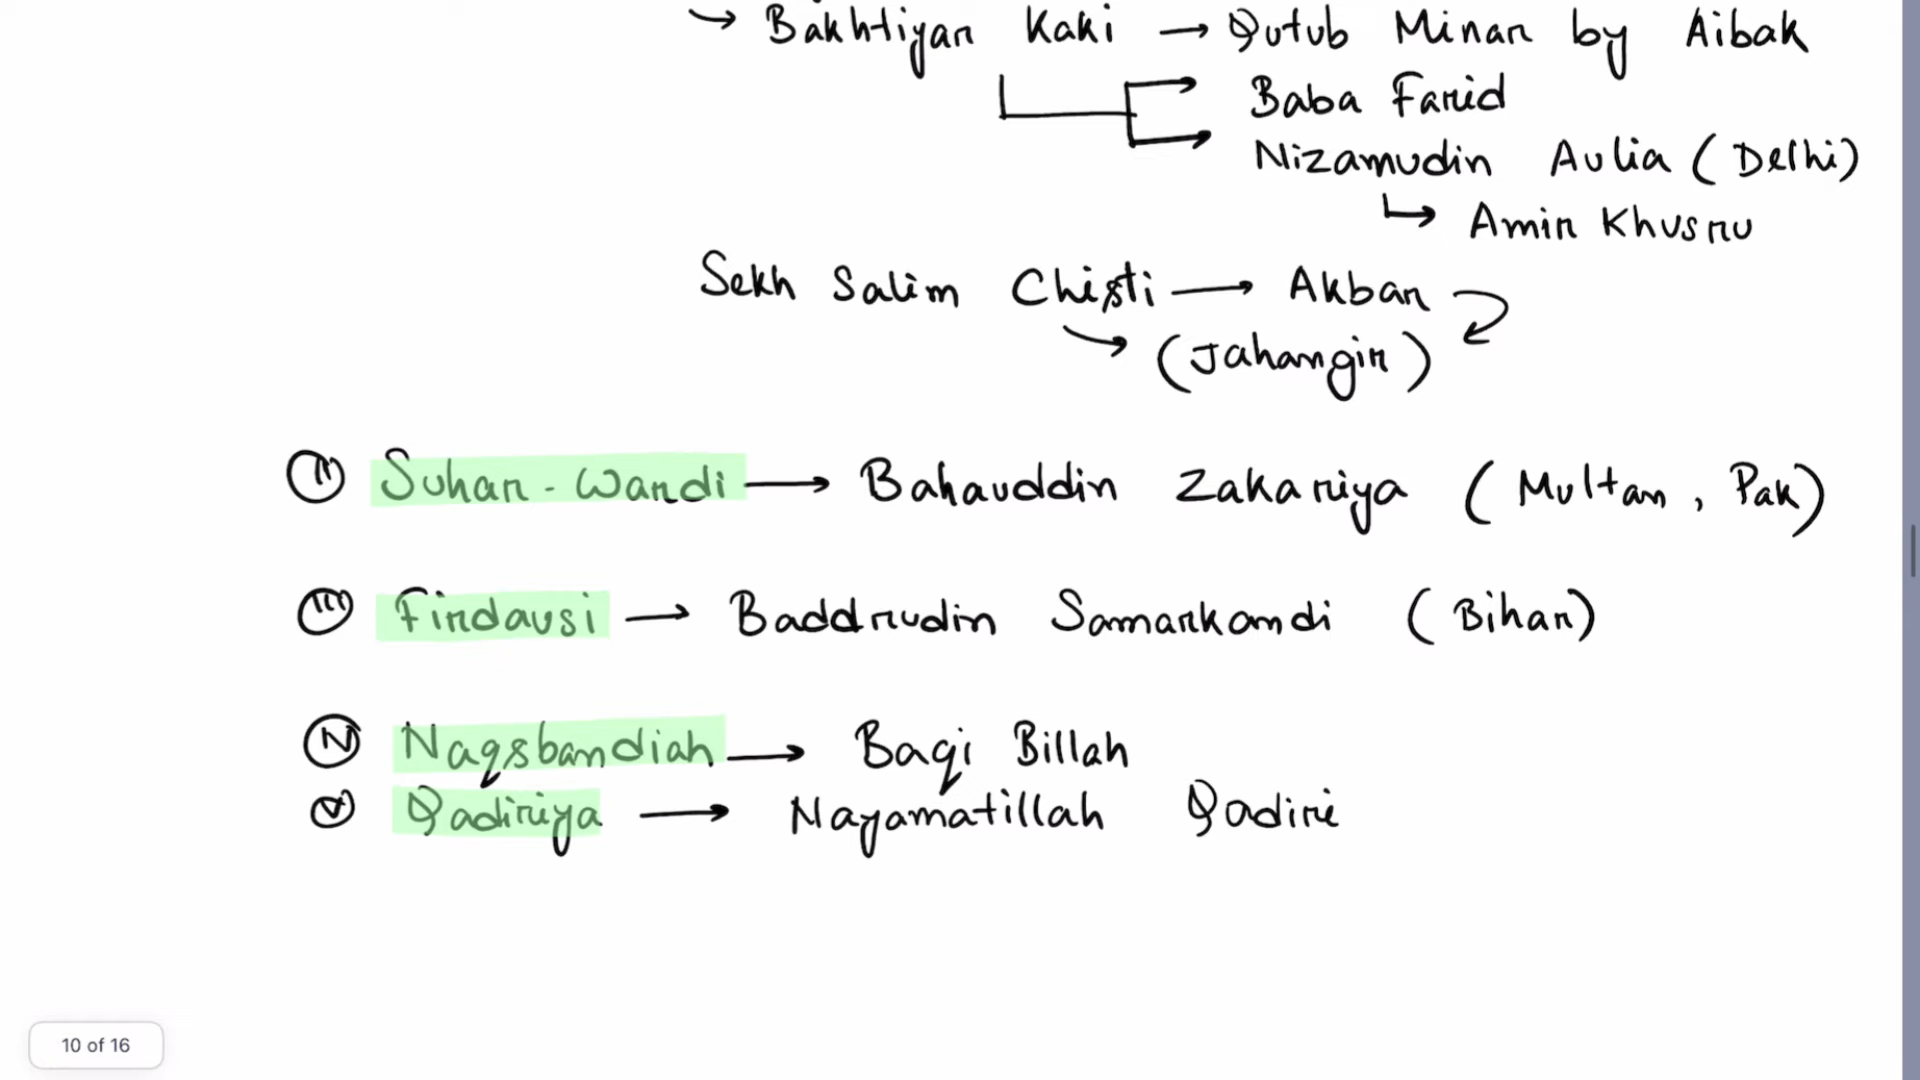 → Bakhtiyar Kaki → Qutub Minar by Aibak
→ Baba Farid
→ Nizamudin Aulia (Delhi)
↳ Amir Khusru
Sekh Salim Chisti → Akbar
→ (Jahangir)
(II) Suhar-Wardi → Bahauddin Zakariya (Multan, Pak)
(III) Firdausi → Baddrudin Samarkandi (Bihar)
(IV) Naqsbandiah → Baqi Billah
(V) Qadiriya → Nayamatillah Qadiri
10 of 16